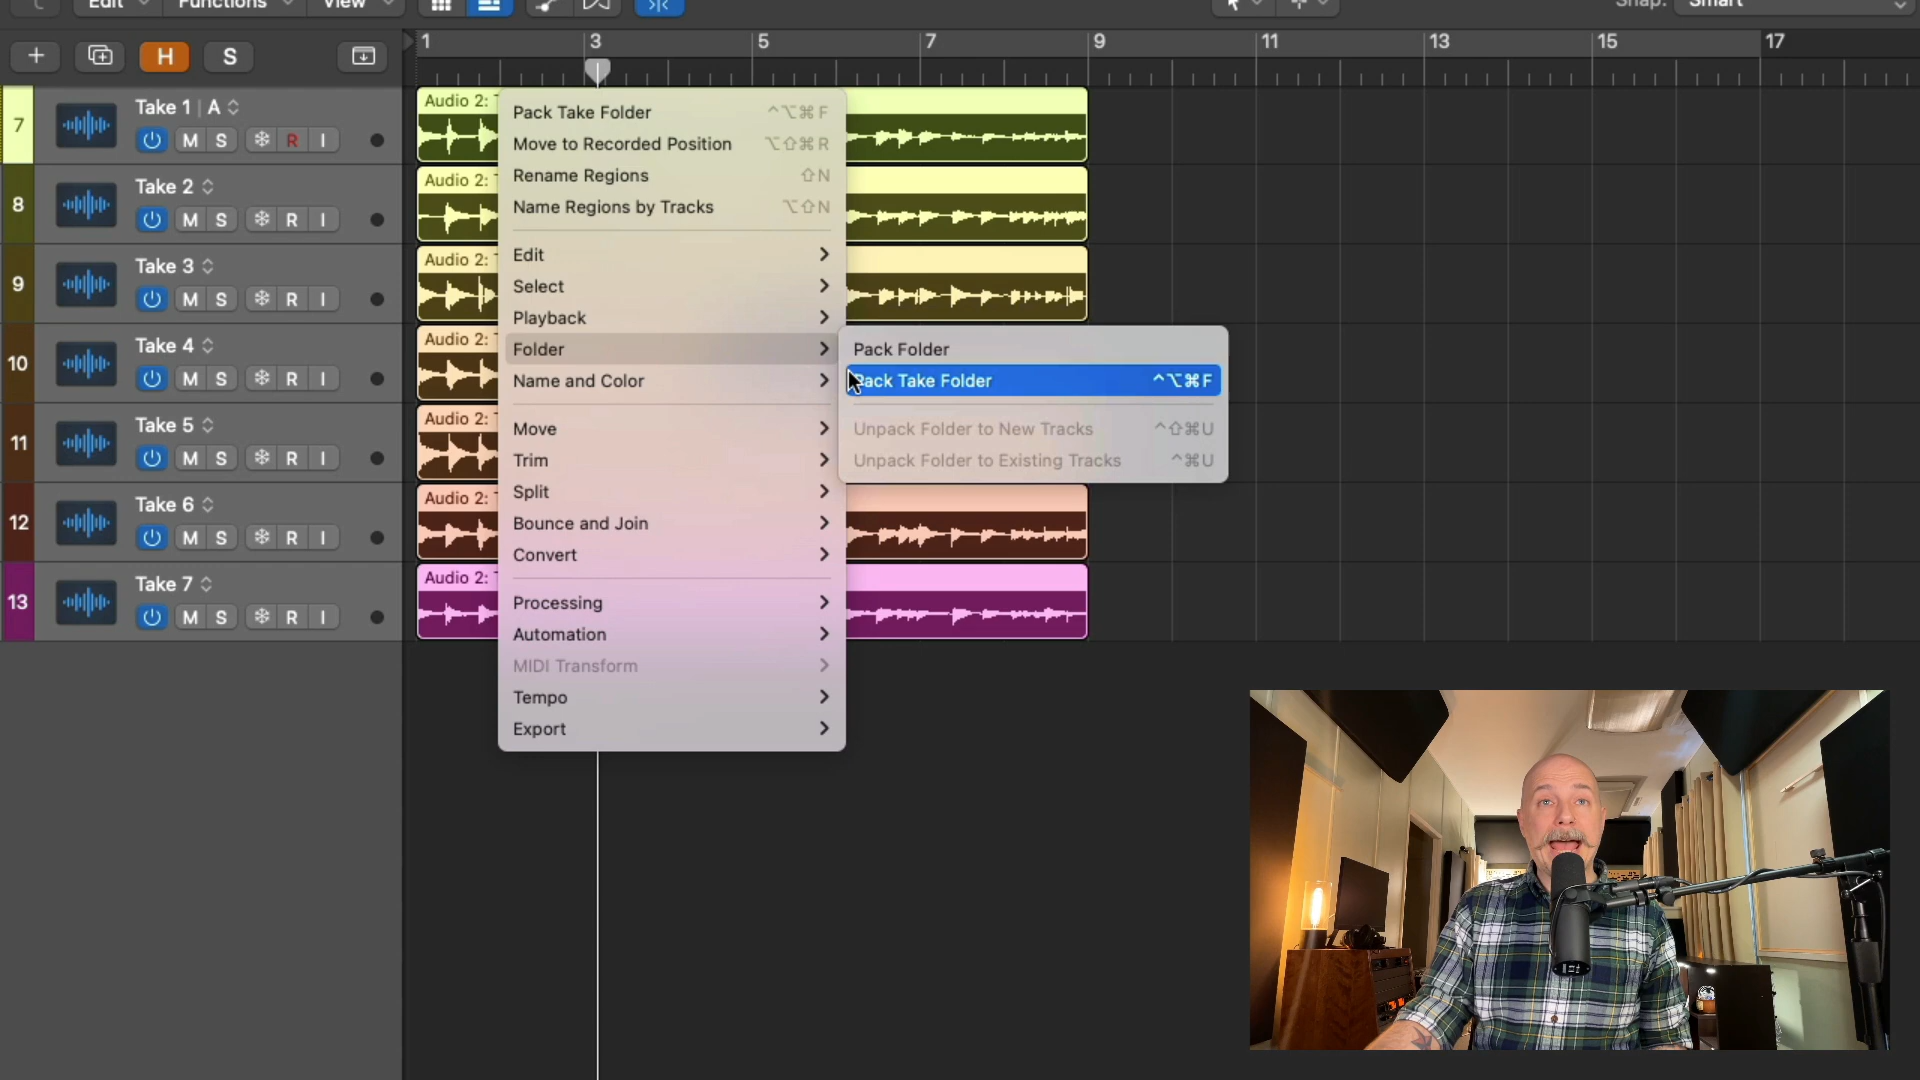 Edit
Functions
View
Snap: Smart
H
S
1
3
5
7
9
11
13
15
17
7
Take 1 | A
M S R I
8
Take 2
M S R I
9
Take 3
M S R I
10
Take 4
M S R I
11
Take 5
M S R I
12
Take 6
M S R I
13
Take 7
M S R I
Audio 2:
Audio 2:
Audio 2:
Audio 2:
Audio 2:
Audio 2:
Audio 2:
Pack Take Folder ⌃⌥⌘F
Move to Recorded Position ⌥⇧⌘R
Rename Regions ⇧N
Name Regions by Tracks ⌥⇧N
Edit
Select
Playback
Folder
Name and Color
Move
Trim
Split
Bounce and Join
Convert
Processing
Automation
MIDI Transform
Tempo
Export
Pack Folder
Pack Take Folder ⌃⌥⌘F
Unpack Folder to New Tracks ⌃⇧⌘U
Unpack Folder to Existing Tracks ⌃⌘U